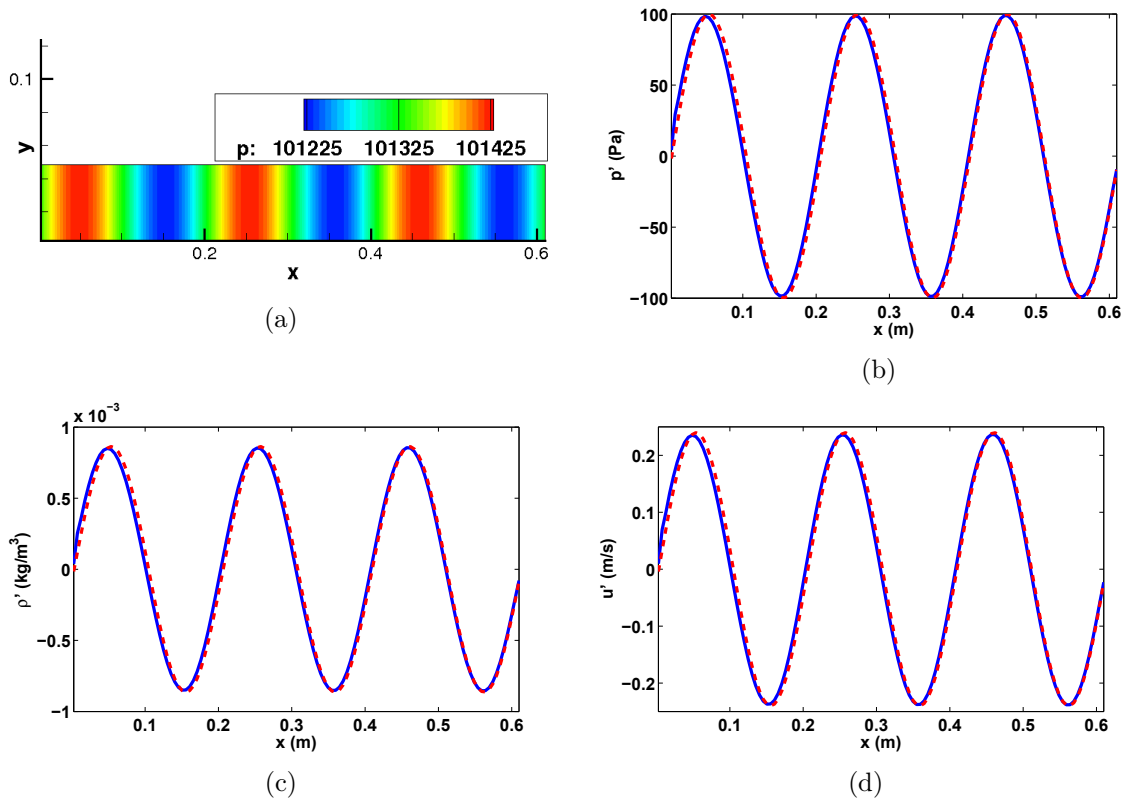 0.1
y
p: 101225 101325 101425
0.2 0.4 0.6
x
(a)
100
50
0
−50
−100
p' (Pa)
0.1 0.2 0.3 0.4 0.5 0.6
x (m)
(b)
x 10⁻³
1
0.5
0
−0.5
−1
ρ' (kg/m³)
0.1 0.2 0.3 0.4 0.5 0.6
x (m)
(c)
0.2
0.1
0
−0.1
−0.2
u' (m/s)
0.1 0.2 0.3 0.4 0.5 0.6
x (m)
(d)